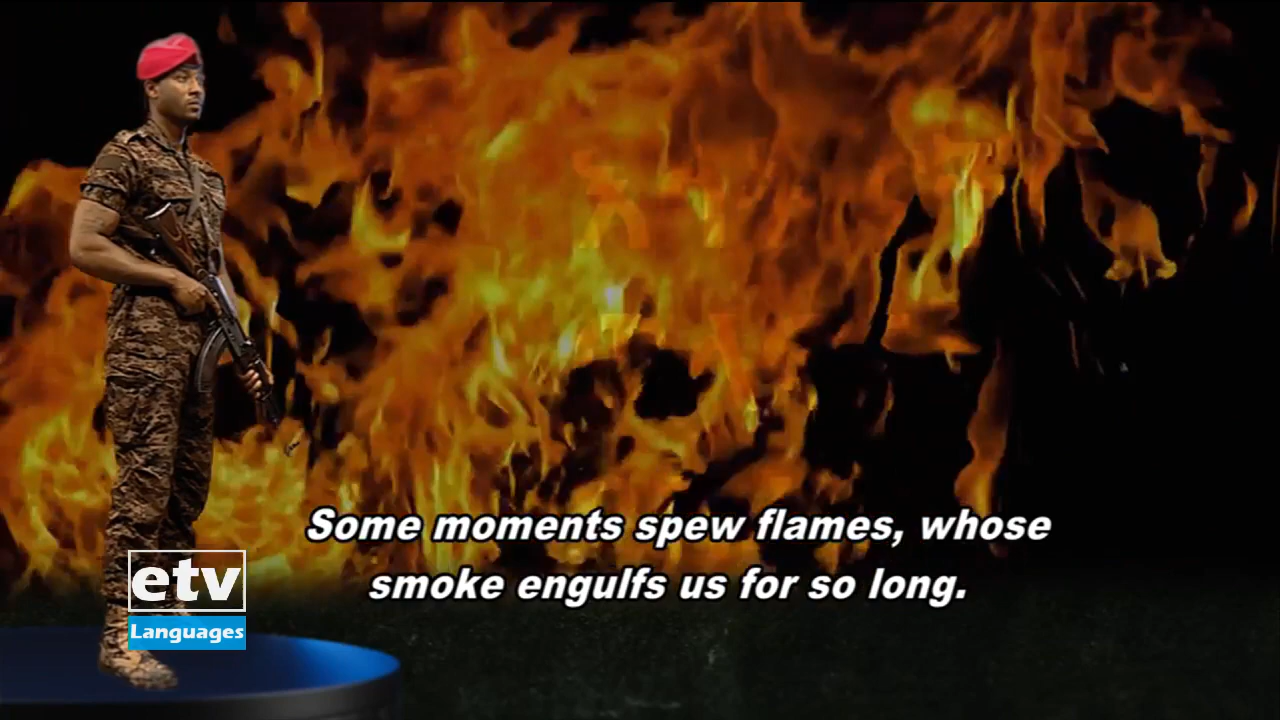 Some moments spew flames, whose
smoke engulfs us for so long.
etv
Languages